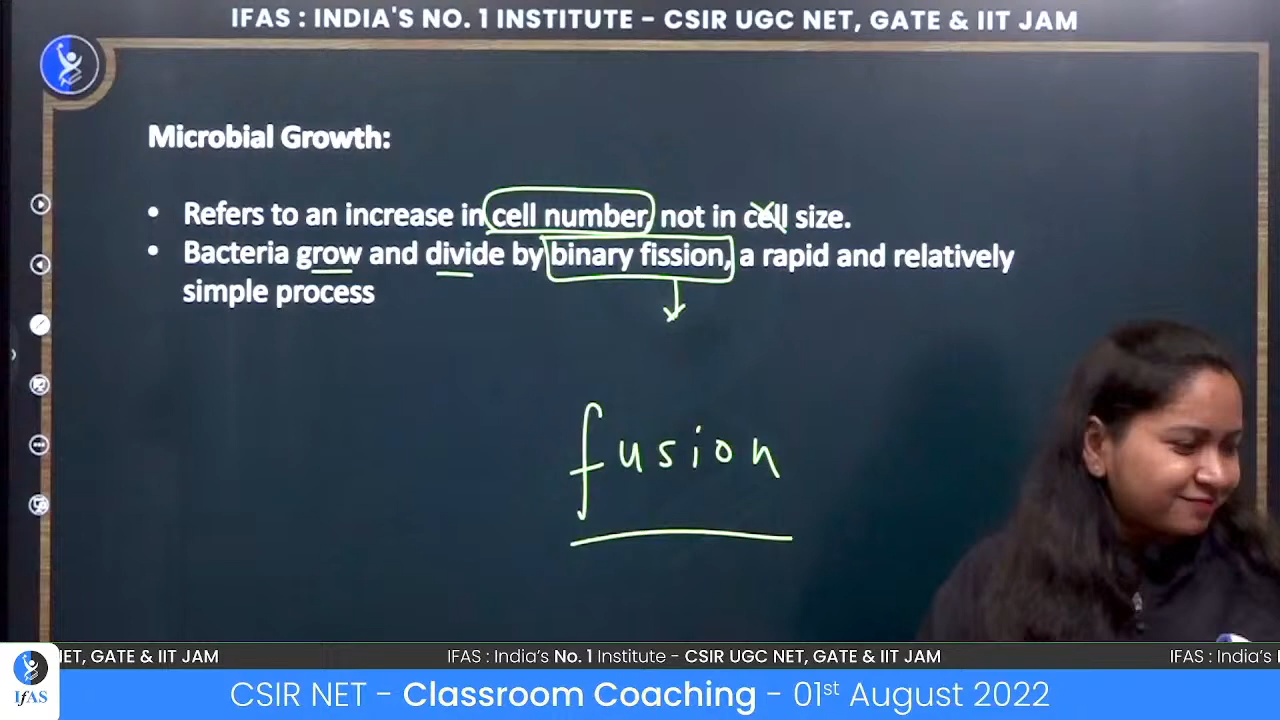 IFAS : INDIA'S NO. 1 INSTITUTE - CSIR UGC NET, GATE & IIT JAM
Microbial Growth:
• Refers to an increase in cell number, not in cell size.
• Bacteria grow and divide by binary fission, a rapid and relatively
simple process
fusion
NET, GATE & IIT JAM IFAS : India's No. 1 Institute - CSIR UGC NET, GATE & IIT JAM IFAS : India's
IFAS
CSIR NET - Classroom Coaching - 01st August 2022